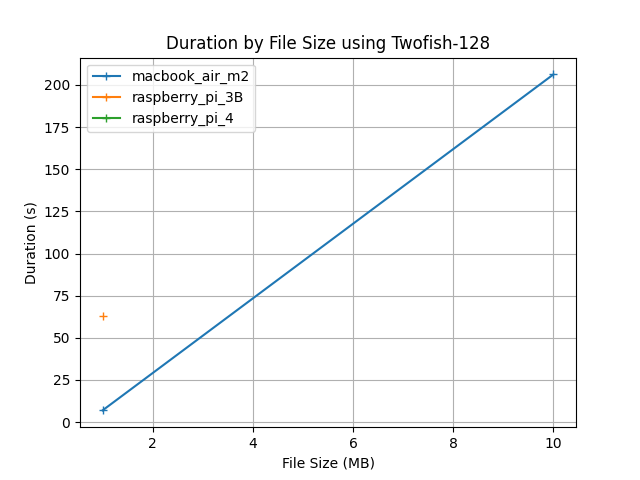 Duration by File Size using Twofish-128
macbook_air_m2
raspberry_pi_3B
raspberry_pi_4
200
175
150
125
100
75
50
25
0
Duration (s)
2 4 6 8 10
File Size (MB)